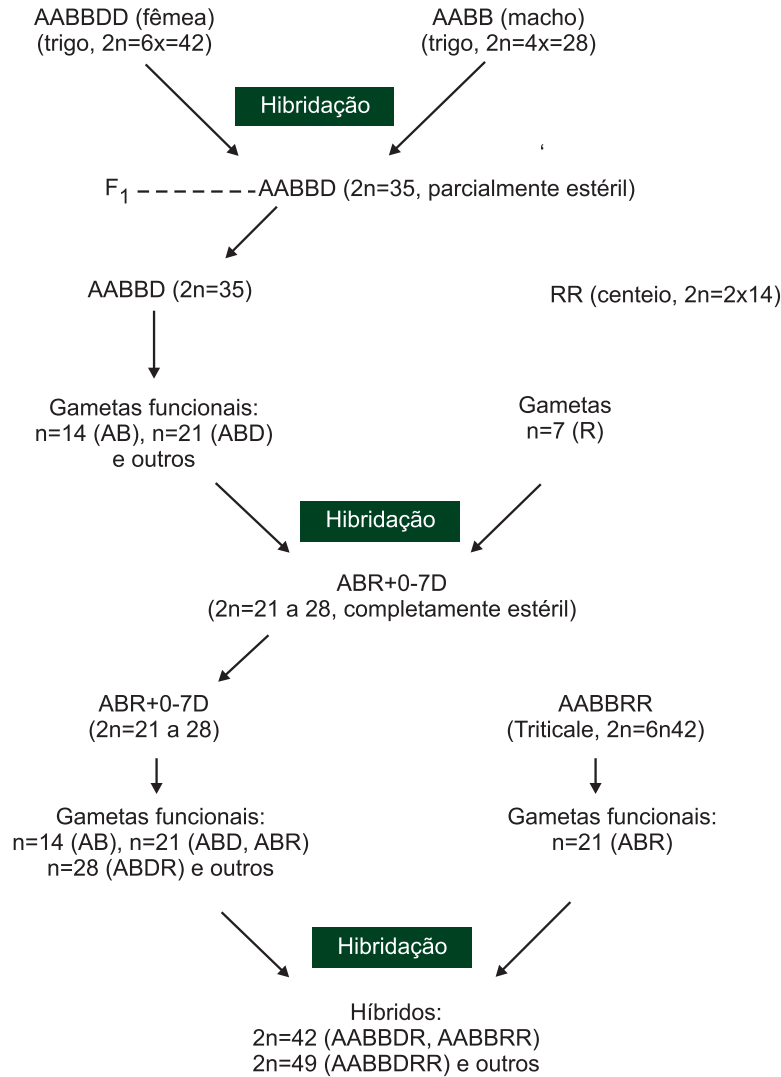 AABBDD (fêmea)
(trigo, 2n=6x=42)
AABB (macho)
(trigo, 2n=4x=28)
Hibridação
F1 AABBD (2n=35, parcialmente estéril)
AABBD (2n=35)
RR (centeio, 2n=2x14)
Gametas funcionais:
n=14 (AB), n=21 (ABD)
e outros
Gametas
n=7 (R)
Hibridação
ABR+0-7D
(2n=21 a 28, completamente estéril)
ABR+0-7D
(2n=21 a 28)
AABBRR
(Triticale, 2n=6n42)
Gametas funcionais:
n=14 (AB), n=21 (ABD, ABR)
n=28 (ABDR) e outros
Gametas funcionais:
n=21 (ABR)
Hibridação
Híbridos:
2n=42 (AABBDR, AABBRR)
2n=49 (AABBDRR) e outros